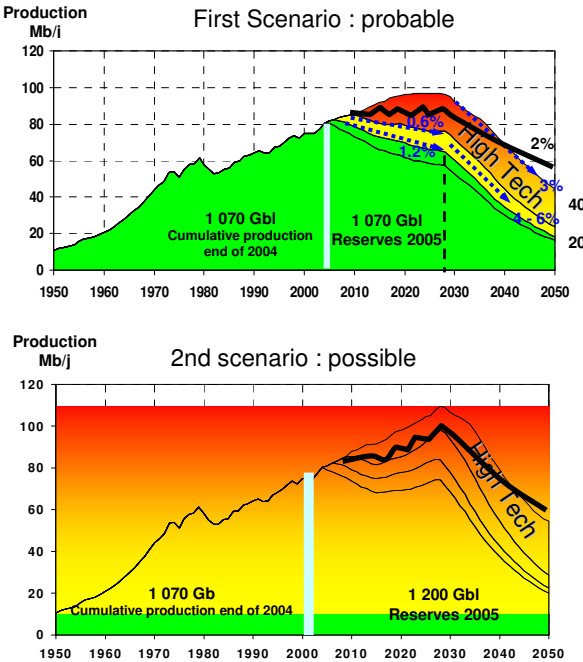 Production
Mb/j
First Scenario : probable
120
100
80
60
40
20
0
0.6%
1.2%
2%
3%
4 - 6%
High Tech
40
20
1 070 Gbl
Cumulative production
end of 2004
1 070 Gbl
Reserves 2005
1950 1960 1970 1980 1990 2000 2010 2020 2030 2040 2050
Production
Mb/j
2nd scenario : possible
120
100
80
60
40
20
0
High Tech
1 070 Gb
Cumulative production end of 2004
1 200 Gbl
Reserves 2005
1950 1960 1970 1980 1990 2000 2010 2020 2030 2040 2050